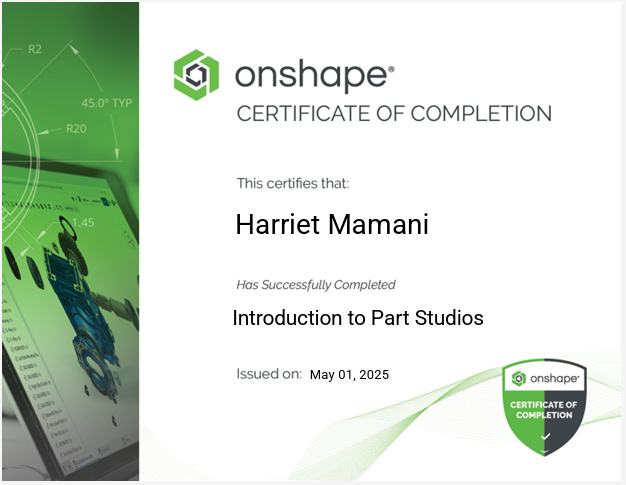 R2
45.0° TYP
R20
1,45
onshape®
CERTIFICATE OF COMPLETION
This certifies that:
Harriet Mamani
Has Successfully Completed
Introduction to Part Studios
Issued on: May 01, 2025
onshape®
CERTIFICATE OF
COMPLETION